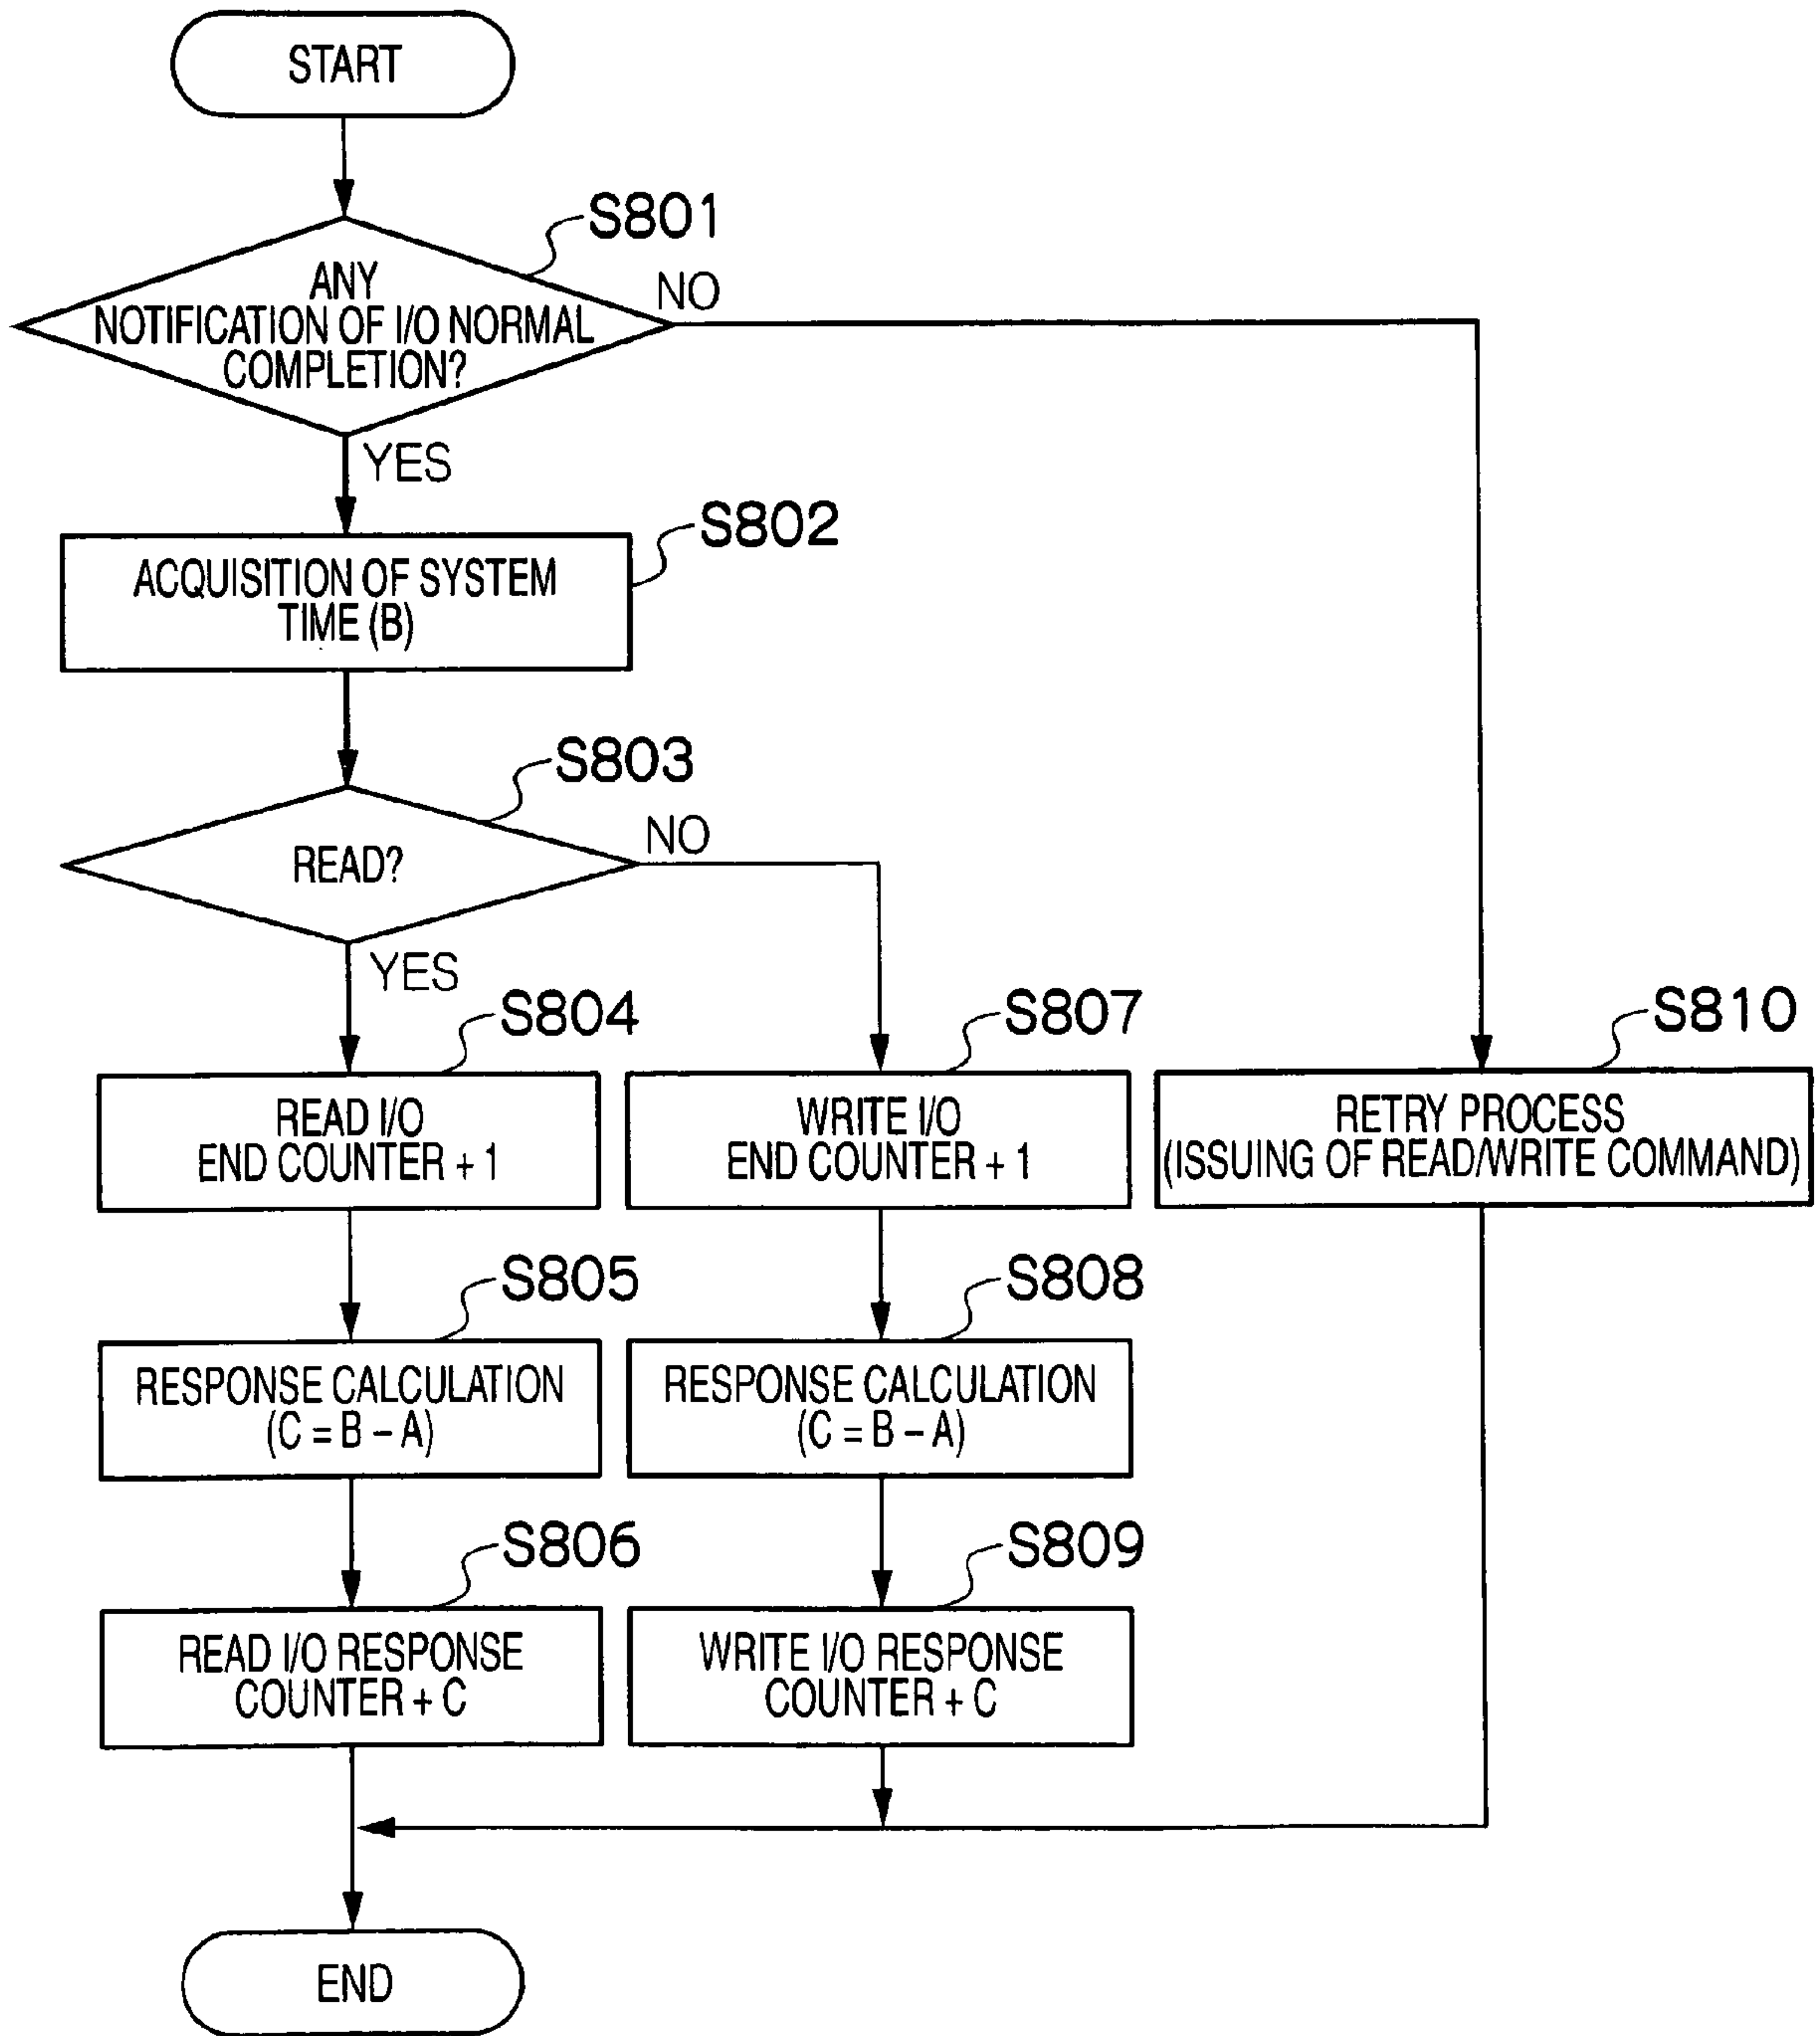 START
S801
ANY
NOTIFICATION OF I/O NORMAL
COMPLETION?
NO
YES
S802
ACQUISITION OF SYSTEM
TIME (B)
S803
READ?
NO
YES
S804
READ I/O
END COUNTER + 1
S807
WRITE I/O
END COUNTER + 1
S810
RETRY PROCESS
(ISSUING OF READ/WRITE COMMAND)
S805
RESPONSE CALCULATION
(C = B – A)
S808
RESPONSE CALCULATION
(C = B – A)
S806
READ I/O RESPONSE
COUNTER + C
S809
WRITE I/O RESPONSE
COUNTER + C
END